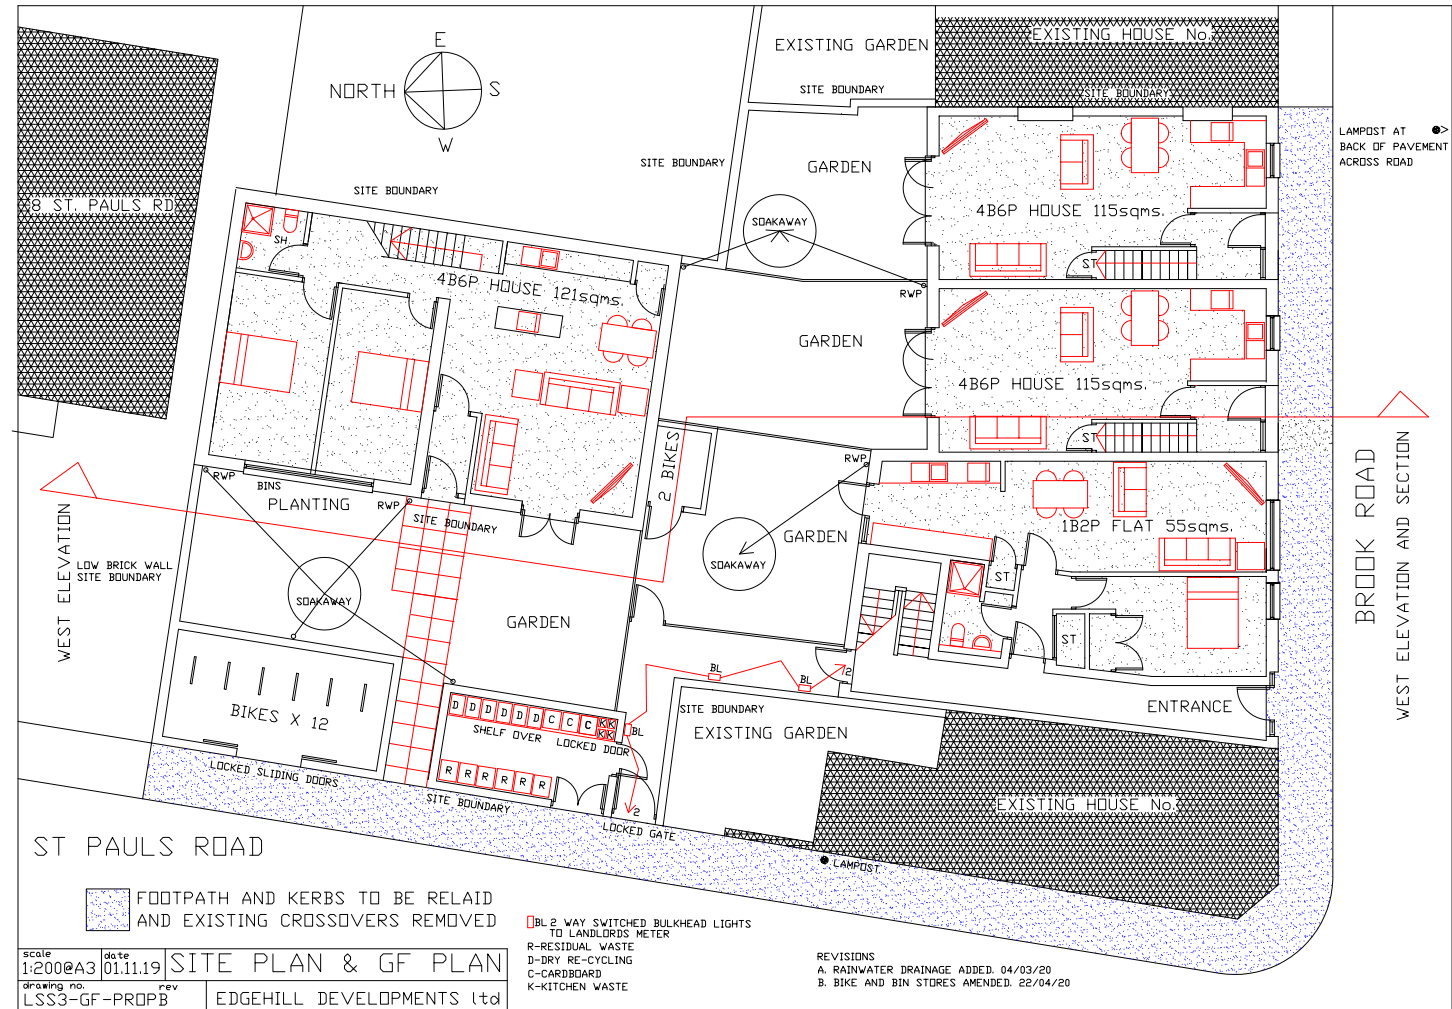 EXISTING HOUSE No.
EXISTING GARDEN
SITE BOUNDARY
SITE BOUNDARY
E
NORTH
S
W
LAMPOST AT
BACK OF PAVEMENT
ACROSS ROAD
SITE BOUNDARY
GARDEN
SITE BOUNDARY
8 ST. PAULS RD
4B6P HOUSE 115sqms.
SOAKAWAY
SH.
ST
4B6P HOUSE 121sqms.
RWP
GARDEN
4B6P HOUSE 115sqms.
ST
2 BIKES
RWP
RWP
BINS
PLANTING
RWP
SITE BOUNDARY
1B2P FLAT 55sqms.
GARDEN
SOAKAWAY
WEST ELEVATION
LOW BRICK WALL
SITE BOUNDARY
ST.
BROOK ROAD
WEST ELEVATION AND SECTION
SOAKAWAY
GARDEN
ST.
BL
BL
2
BIKES X 12
D D D D D D C C C K K
K K
SHELF OVER
LOCKED DOOR
BL
SITE BOUNDARY
EXISTING GARDEN
ENTRANCE
LOCKED SLIDING DOORS
R R R R R R
SITE BOUNDARY
2
LOCKED GATE
EXISTING HOUSE No.
LAMPOST
ST PAULS ROAD
FOOTPATH AND KERBS TO BE RELAID
AND EXISTING CROSSOVERS REMOVED
BL 2 WAY SWITCHED BULKHEAD LIGHTS
TO LANDLORDS METER
R-RESIDUAL WASTE
D-DRY RE-CYCLING
C-CARDBOARD
K-KITCHEN WASTE
REVISIONS
A. RAINWATER DRAINAGE ADDED. 04/03/20
B. BIKE AND BIN STORES AMENDED. 22/04/20
scale
1:200@A3
date
01.11.19
SITE PLAN & GF PLAN
drawing no. rev
LSS3-GF-PROPB
EDGEHILL DEVELOPMENTS ltd